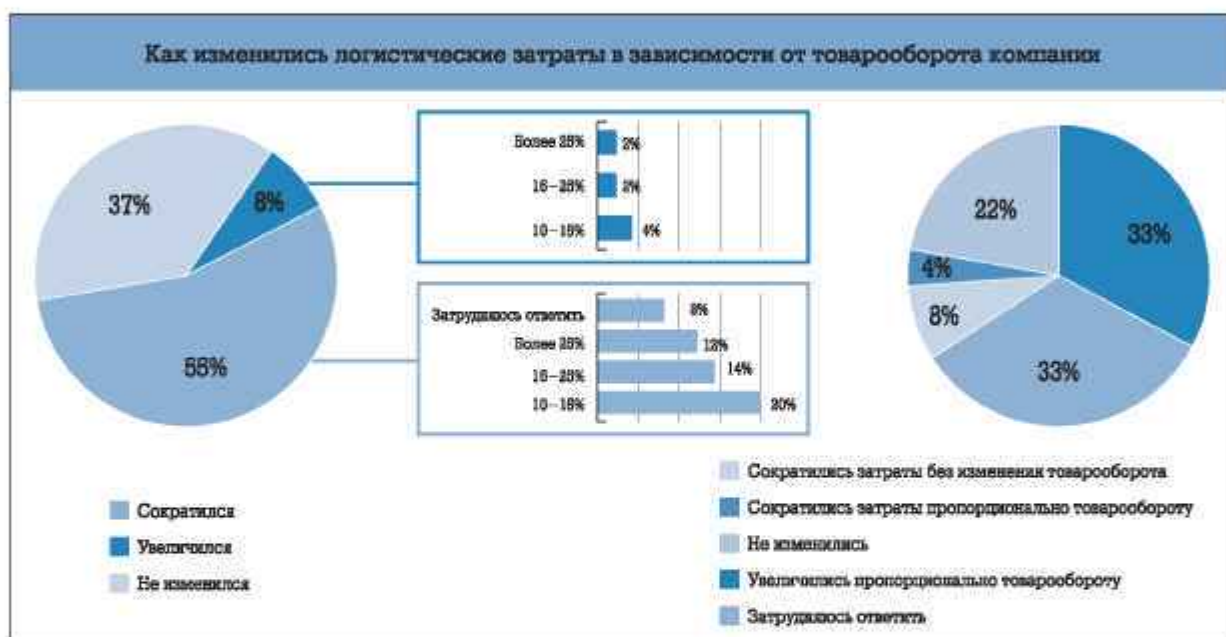 Как изменились логистические затраты в зависимости от товарооборота компании
37%
8%
55%
Более 25%
2%
16–25%
2%
10–15%
4%
Затрудняюсь ответить
8%
Более 25%
12%
16–25%
14%
10–15%
20%
22%
33%
4%
8%
33%
Сократился
Увеличился
Не изменился
Сократились затраты без изменения товарооборота
Сократились затраты пропорционально товарообороту
Не изменились
Увеличились пропорционально товарообороту
Затрудняюсь ответить